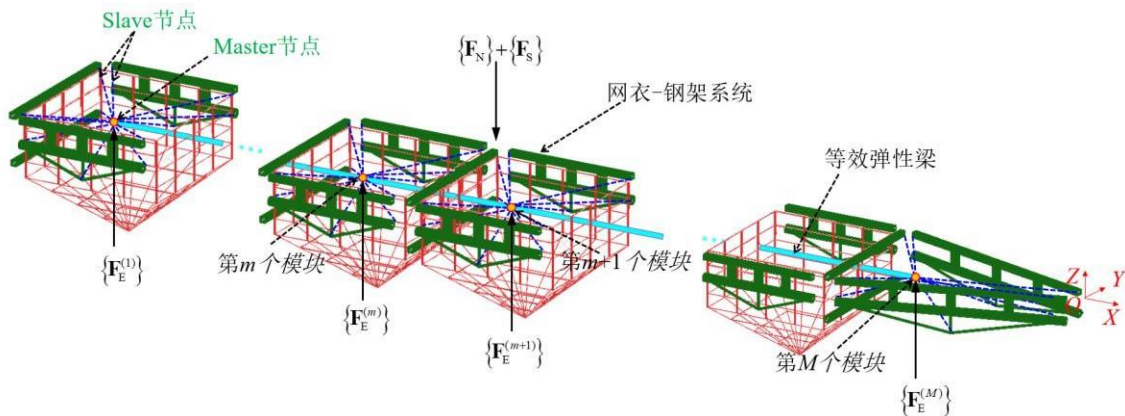 Slave节点
Master节点
{F_N}+{F_S}
网衣-钢架系统
等效弹性梁
{F_E^(1)}
第m个模块
{F_E^(m)}
第m+1个模块
{F_E^(m+1)}
第M个模块
{F_E^(M)}
Z
Y
O
X